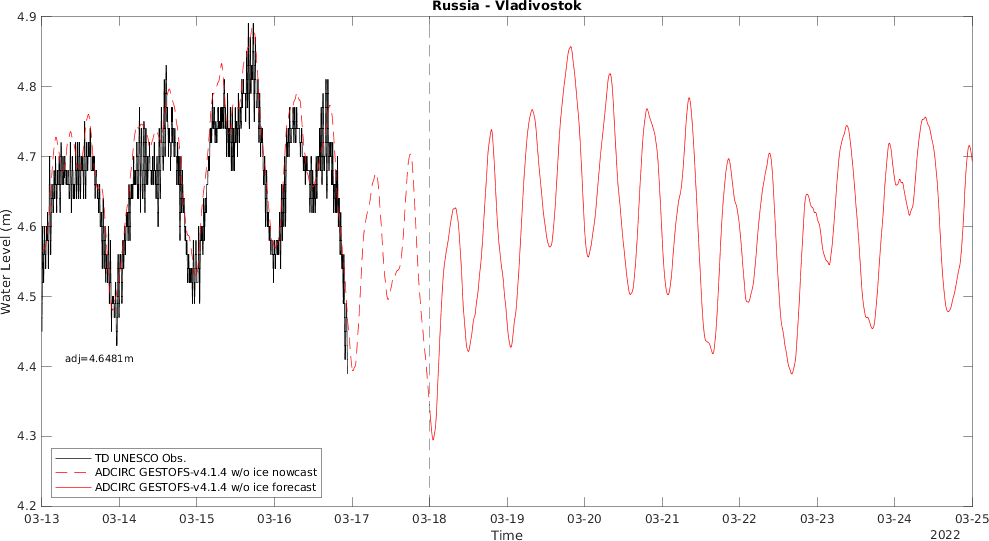 Russia - Vladivostok
4.9
4.8
4.7
4.6
4.5
4.4
4.3
4.2
Water Level (m)
adj=4.6481m
TD UNESCO Obs.
ADCIRC GESTOFS-v4.1.4 w/o ice nowcast
ADCIRC GESTOFS-v4.1.4 w/o ice forecast
03-13 03-14 03-15 03-16 03-17 03-18 03-19 03-20 03-21 03-22 03-23 03-24 03-25
Time
2022